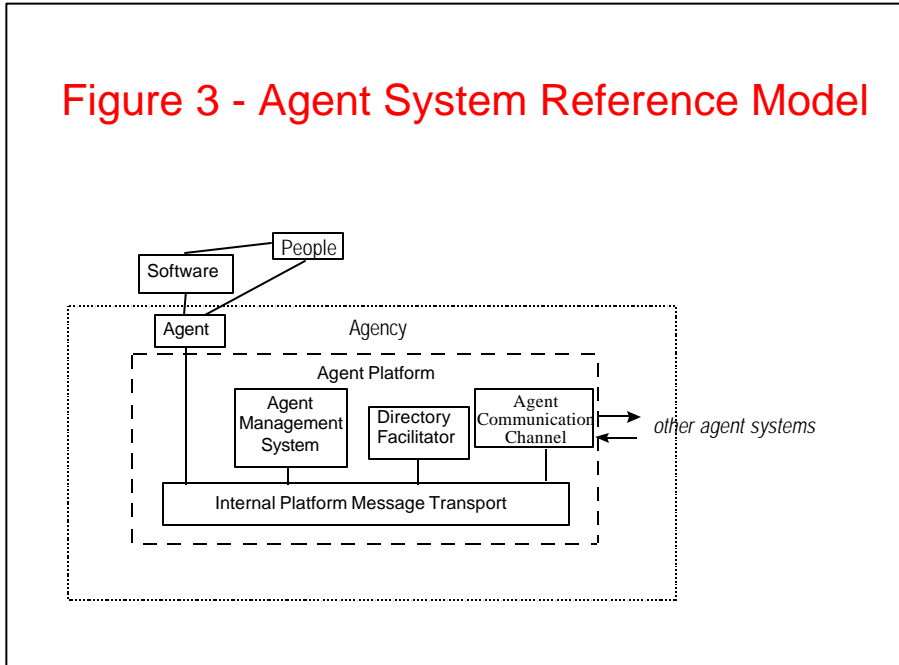 Figure 3 - Agent System Reference Model
People
Software
Agent
Agency
Agent Platform
Agent
Management
System
Directory
Facilitator
Agent
Communication
Channel
other agent systems
Internal Platform Message Transport